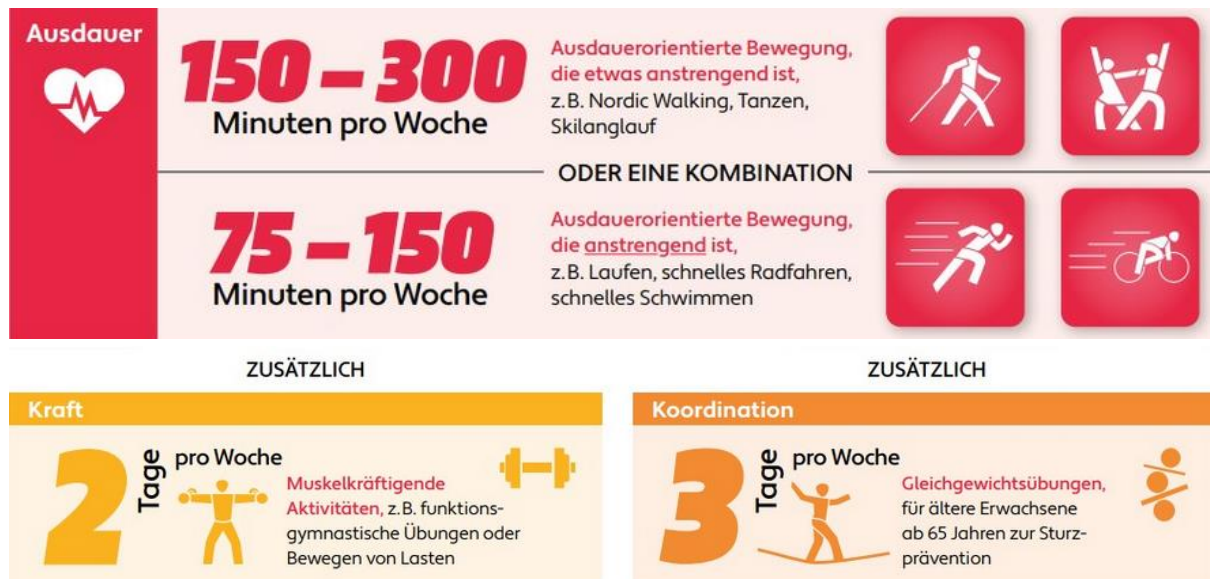 Ausdauer
150 – 300
Minuten pro Woche
Ausdauerorientierte Bewegung,
die etwas anstrengend ist,
z.B. Nordic Walking, Tanzen,
Skilanglauf
ODER EINE KOMBINATION
75 – 150
Minuten pro Woche
Ausdauerorientierte Bewegung,
die anstrengend ist,
z.B. Laufen, schnelles Radfahren,
schnelles Schwimmen
ZUSÄTZLICH
Kraft
2
Tage
pro Woche
Muskelkräftigende
Aktivitäten, z.B. funktions-
gymnastische Übungen oder
Bewegen von Lasten
ZUSÄTZLICH
Koordination
3
Tage
pro Woche
Gleichgewichtsübungen,
für ältere Erwachsene
ab 65 Jahren zur Sturz-
prävention